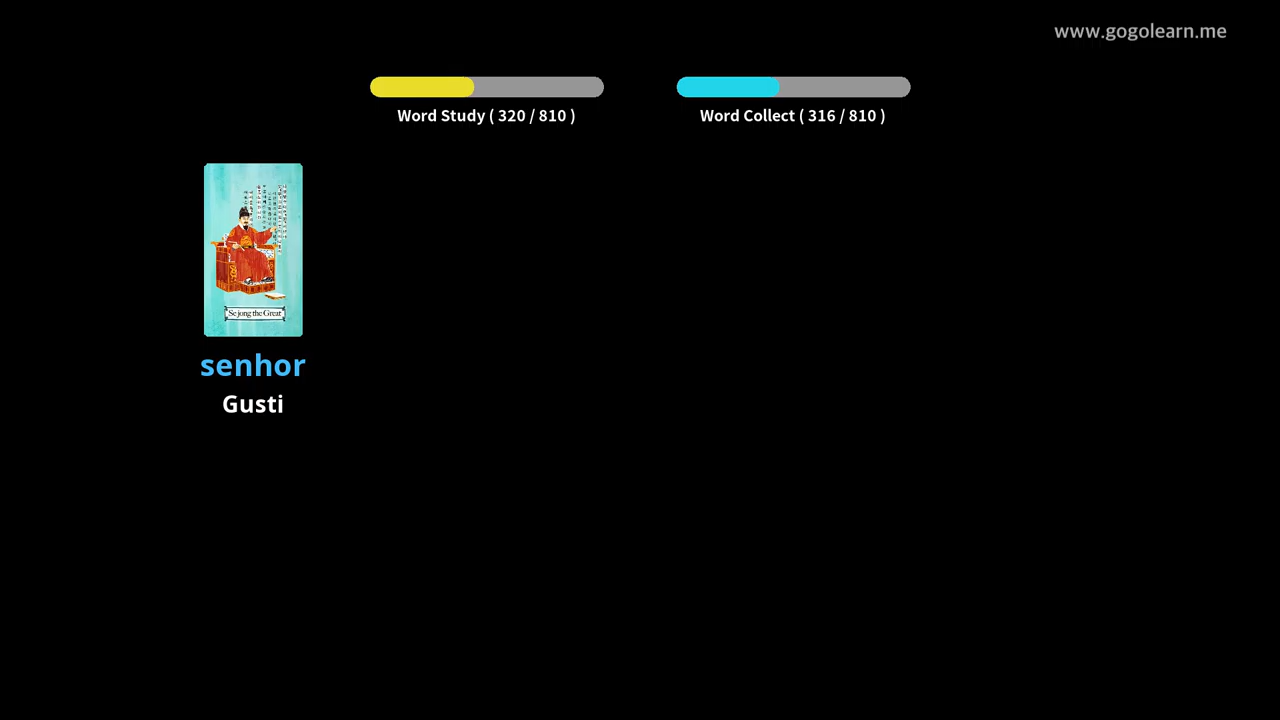 www.gogolearn.me
Word Study ( 320 / 810 )
Word Collect ( 316 / 810 )
Sejong the Great
senhor
Gusti